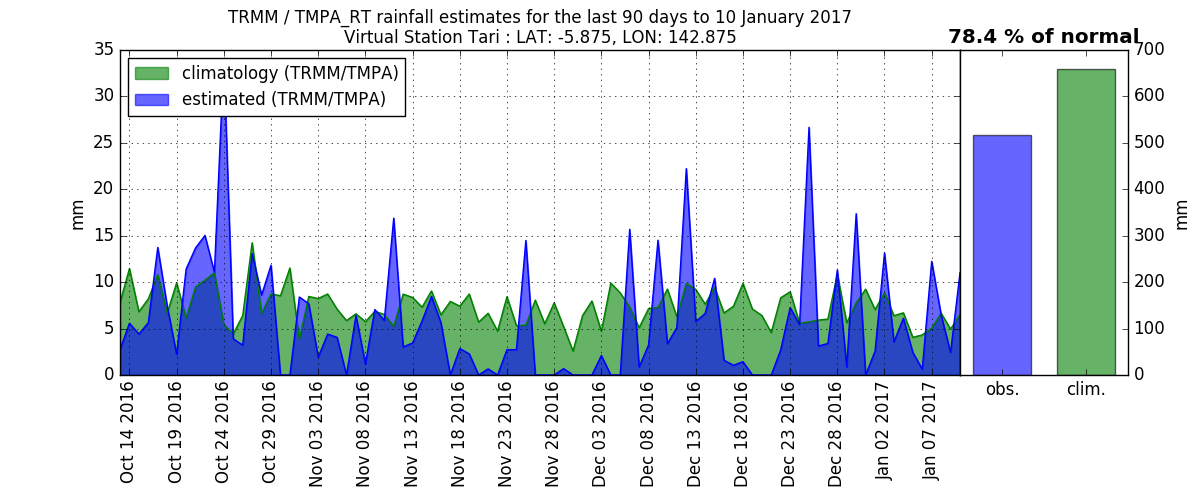 TRMM / TMPA_RT rainfall estimates for the last 90 days to 10 January 2017
Virtual Station Tari : LAT: -5.875, LON: 142.875
78.4 % of normal
climatology (TRMM/TMPA)
estimated (TRMM/TMPA)
mm
35
30
25
20
15
10
5
0
Oct 14 2016
Oct 19 2016
Oct 24 2016
Oct 29 2016
Nov 03 2016
Nov 08 2016
Nov 13 2016
Nov 18 2016
Nov 23 2016
Nov 28 2016
Dec 03 2016
Dec 08 2016
Dec 13 2016
Dec 18 2016
Dec 23 2016
Dec 28 2016
Jan 02 2017
Jan 07 2017
700
600
500
400
300
200
100
0
mm
obs.
clim.